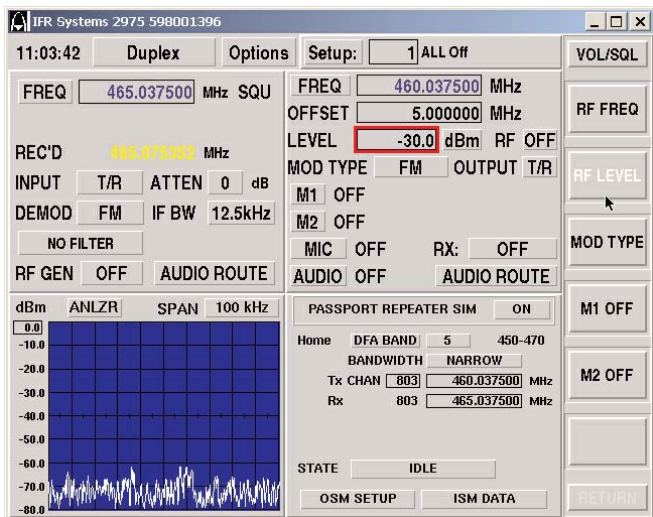 IFR Systems 2975 598001396
11:03:42 Duplex Options Setup: 1 ALL Off
FREQ 465.037500 MHz SQU
REC'D 465.075353 MHz
INPUT T/R ATTEN 0 dB
DEMOD FM IF BW 12.5kHz
NO FILTER
RF GEN OFF AUDIO ROUTE
FREQ 460.037500 MHz
OFFSET 5.000000 MHz
LEVEL -30.0 dBm RF OFF
MOD TYPE FM OUTPUT T/R
M1 OFF
M2 OFF
MIC OFF RX: OFF
AUDIO OFF AUDIO ROUTE
dBm ANLZR SPAN 100 kHz
0.0
-10.0
-20.0
-30.0
-40.0
-50.0
-60.0
-70.0
-80.0
PASSPORT REPEATER SIM ON
Home DFA BAND 5 450-470
BANDWIDTH NARROW
Tx CHAN 803 460.037500 MHz
Rx 803 465.037500 MHz
STATE IDLE
OSM SETUP ISM DATA
VOL/SQL
RF FREQ
RF LEVEL
MOD TYPE
M1 OFF
M2 OFF
RETURN